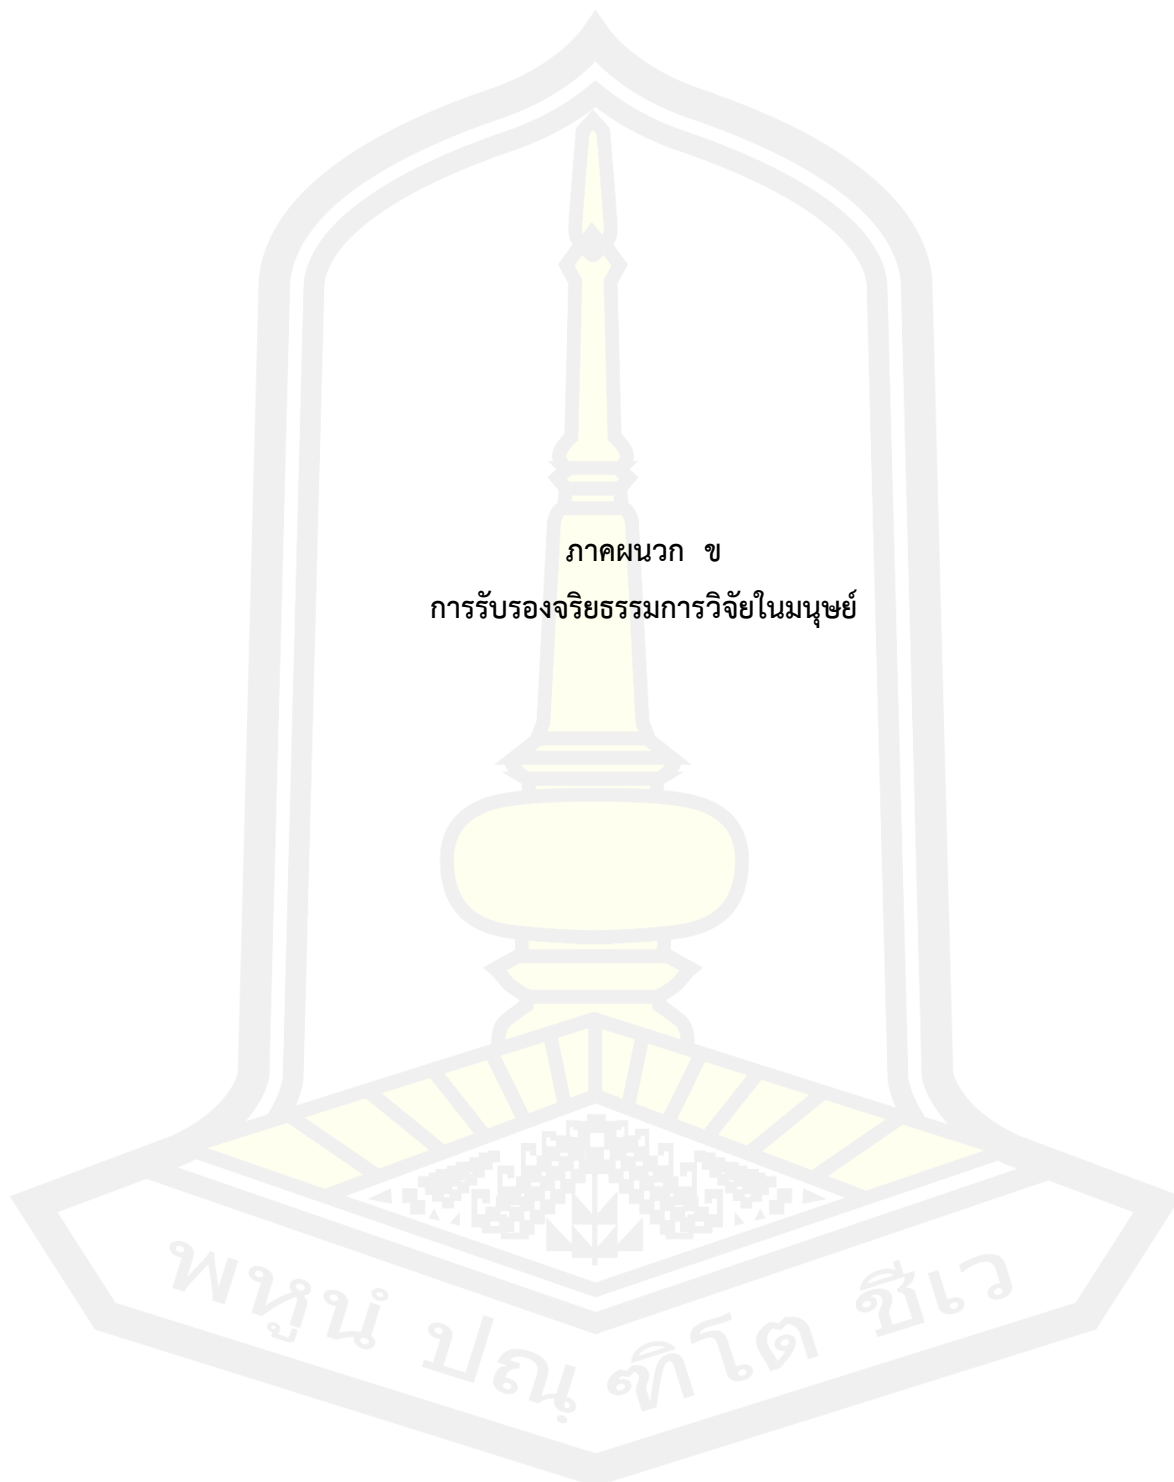 ภาคผนวก ข
การรับรองจริยธรรมการวิจัยในมนุษย์
พหูนํ ปณฺฑิโต ชีเว